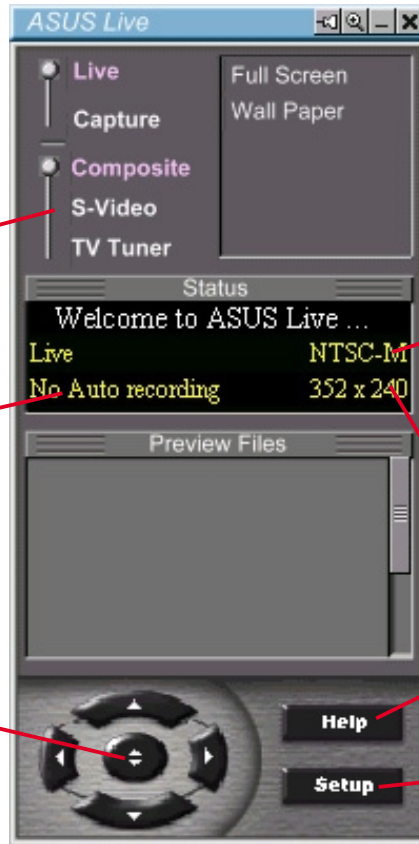 ASUS Live
Live
Capture
Composite
S-Video
TV Tuner
Full Screen
Wall Paper
Status
Welcome to ASUS Live ...
Live NTSC-M
No Auto recording 352 x 240
Preview Files
Help
Setup